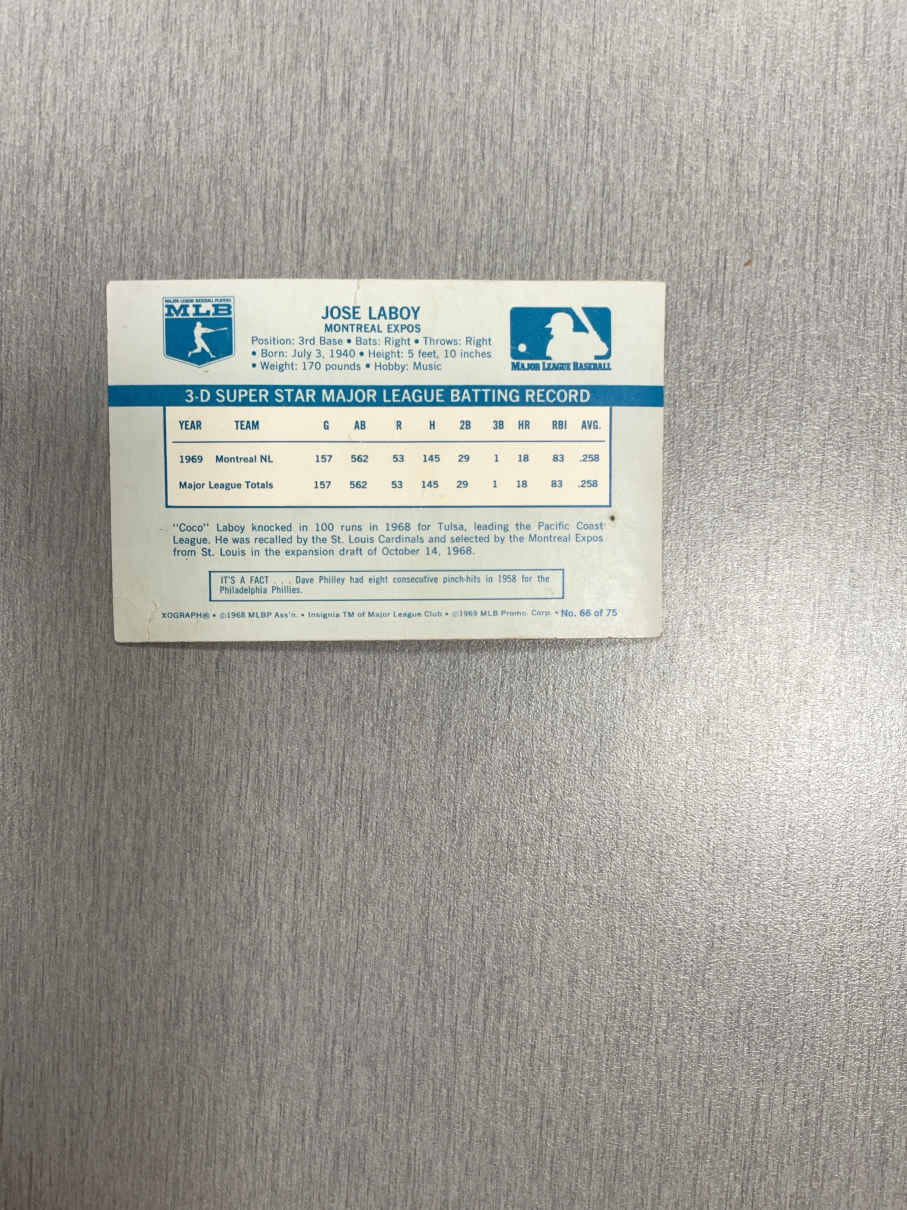 MAJOR LEAGUE BASEBALL PLAYERS
MLB
JOSE LABOY
MONTREAL EXPOS
Position: 3rd Base • Bats: Right • Throws: Right
• Born: July 3, 1940 • Height: 5 feet, 10 inches
• Weight: 170 pounds • Hobby: Music
MAJOR LEAGUE BASEBALL
3-D SUPER STAR MAJOR LEAGUE BATTING RECORD
YEAR TEAM G AB R H 2B 3B HR RBI AVG.
1969 Montreal NL 157 562 53 145 29 1 18 83 .258
Major League Totals 157 562 53 145 29 1 18 83 .258
"Coco" Laboy knocked in 100 runs in 1968 for Tulsa, leading the Pacific Coast
League. He was recalled by the St. Louis Cardinals and selected by the Montreal Expos
from St. Louis in the expansion draft of October 14, 1968.
IT'S A FACT . . . Dave Philley had eight consecutive pinch-hits in 1958 for the
Philadelphia Phillies.
XOGRAPH® • ©1968 MLBP Ass'n. • Insignia TM of Major League Club • ©1969 MLB Promo. Corp. • No. 66 of 75